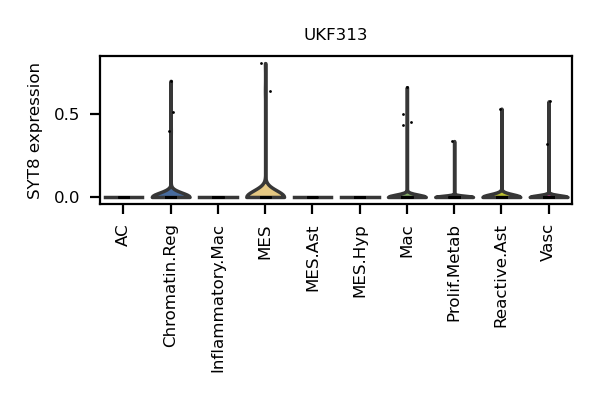 UKF313
SYT8 expression
0.5
0.0
AC
Chromatin.Reg
Inflammatory.Mac
MES
MES.Ast
MES.Hyp
Mac
Prolif.Metab
Reactive.Ast
Vasc